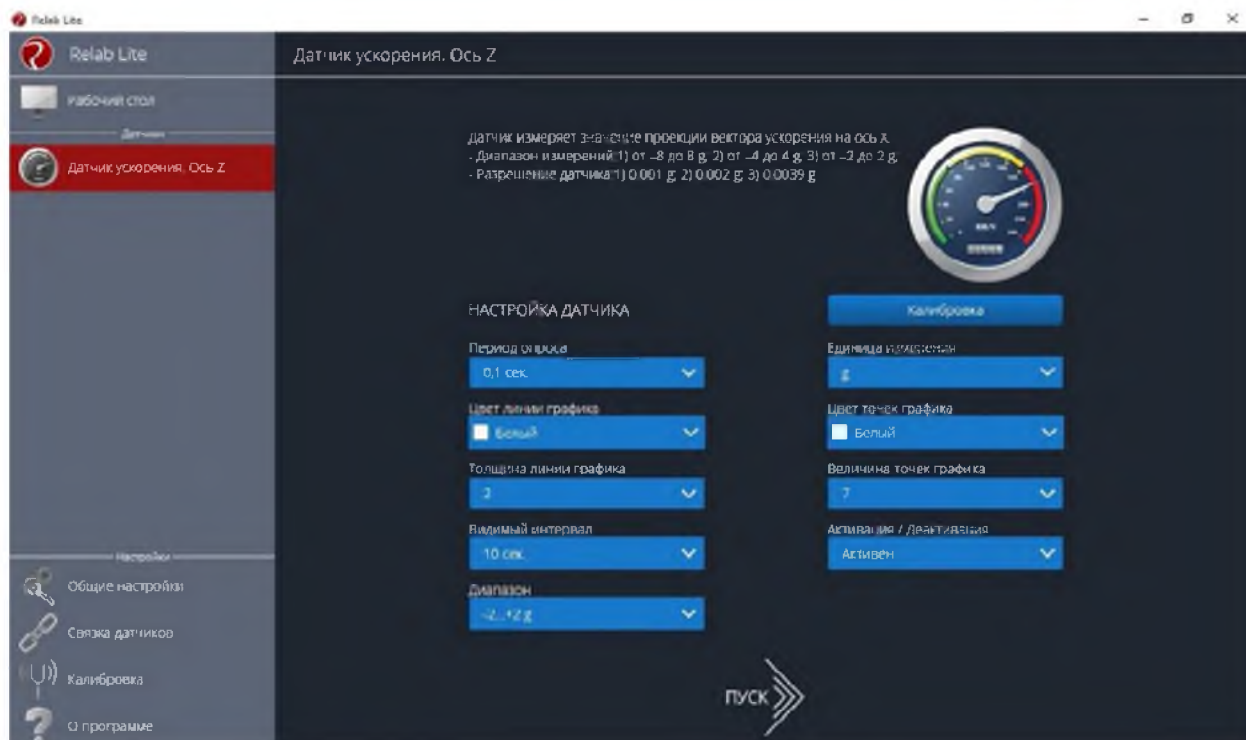 Relab Lite
Relab Lite
Датчик ускорения. Ось Z
Рабочий стол
Датчики
Датчик ускорения. Ось Z
Датчик измеряет значение проекции вектора ускорения на ось X.
- Диапазон измерений 1) от –8 до 8 g, 2) от –4 до 4 g, 3) от –2 до 2 g,
- Разрешение датчика 1) 0.001 g, 2) 0.002 g, 3) 0.0039 g
НАСТРОЙКА ДАТЧИКА
Калибровка
Период опроса
Единица измерения
0,1 сек.
g
Цвет линии графика
Цвет точек графика
Белый
Белый
Толщина линии графика
Величина точек графика
7
Видимый интервал
Активация / Деактивация
10 сек.
Активен
Диапазон
-2...+2 g
Настройки
Общие настройки
Связка датчиков
Калибровка
О программе
ПУСК